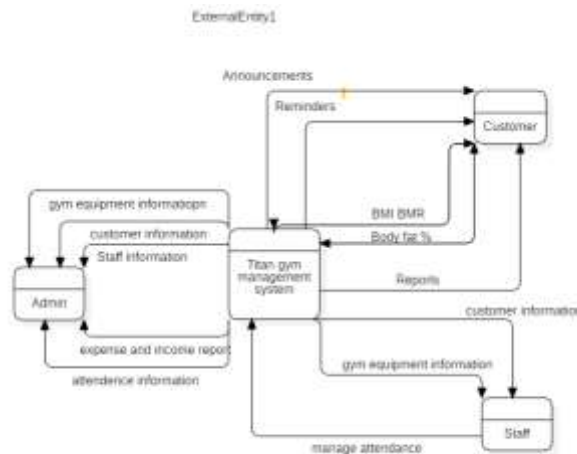 ExternalEntity1
Announcements
Reminders
Customer
gym equipment informatiopn
customer information
Staff information
BMI BMR
Body fat %
Titan gym
management
system
Admin
Reports
customer information
expense and income report
attendence information
gym equipment information
Staff
manage attendance